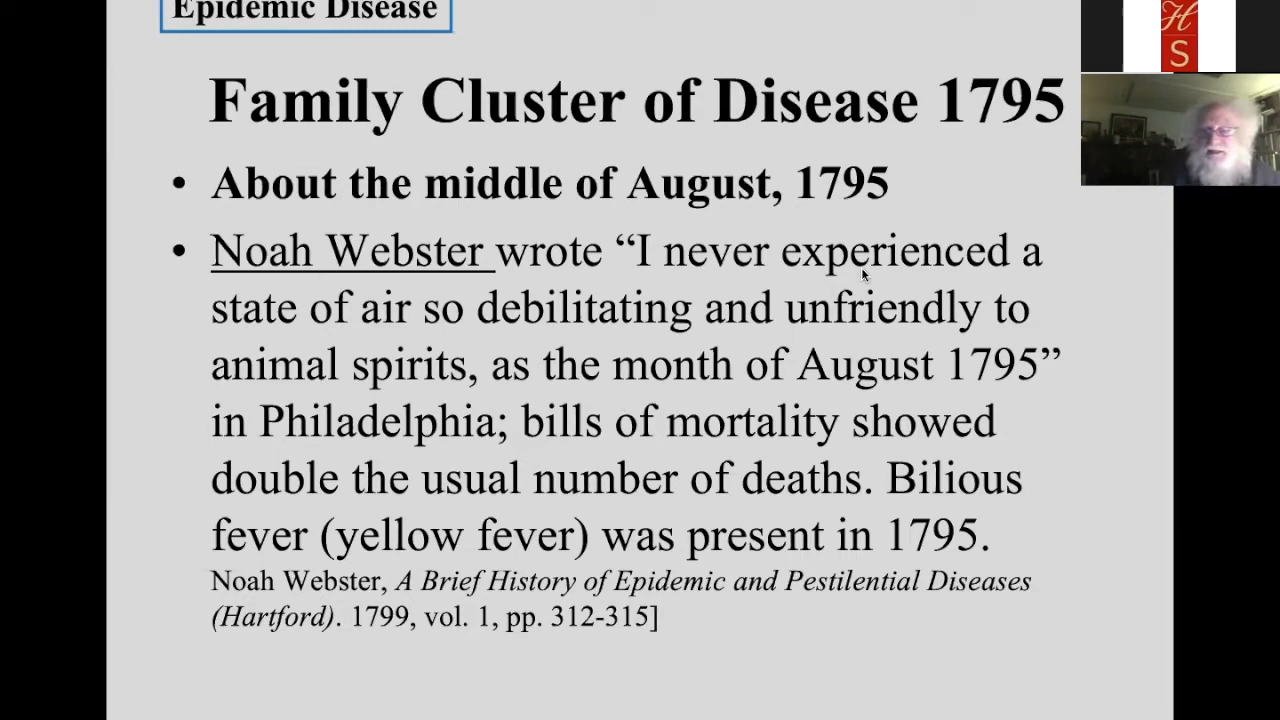 Epidemic Disease
Family Cluster of Disease 1795
• About the middle of August, 1795
• Noah Webster wrote “I never experienced a
state of air so debilitating and unfriendly to
animal spirits, as the month of August 1795”
in Philadelphia; bills of mortality showed
double the usual number of deaths. Bilious
fever (yellow fever) was present in 1795.
Noah Webster, A Brief History of Epidemic and Pestilential Diseases
(Hartford). 1799, vol. 1, pp. 312-315]
H
S